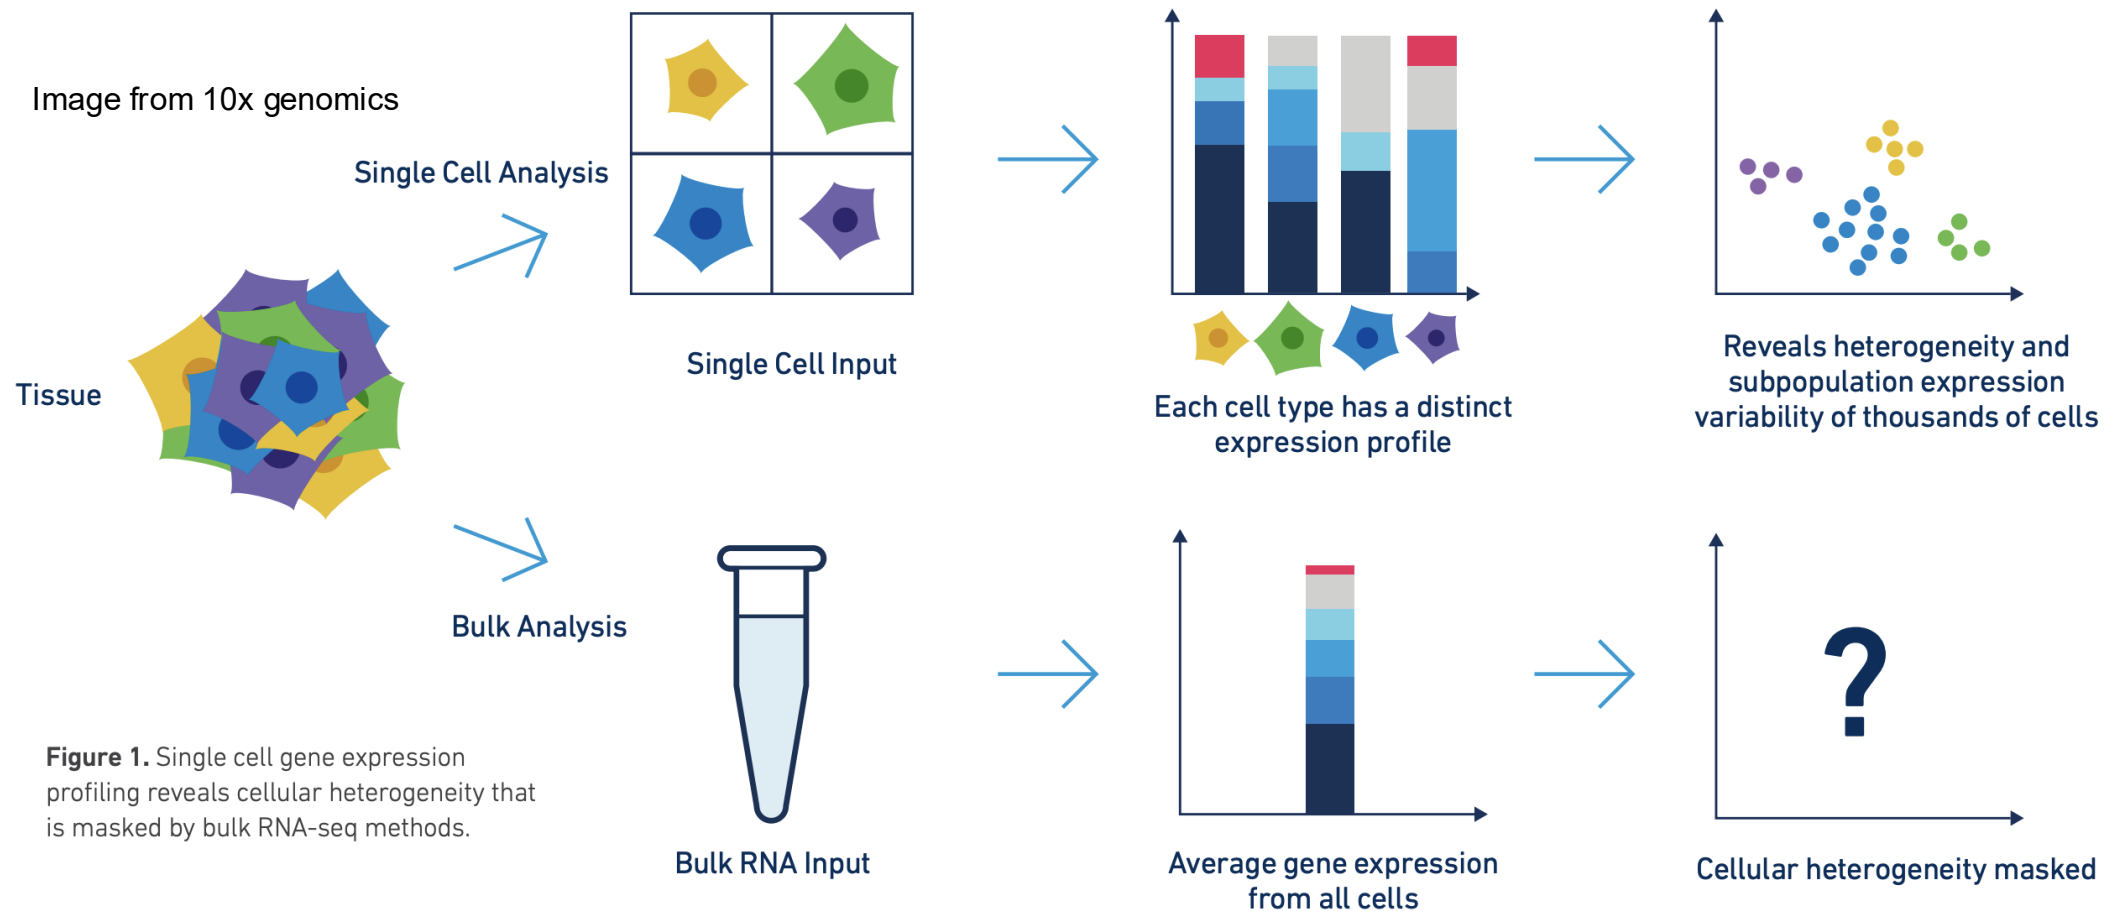 Image from 10x genomics
Single Cell Analysis
Tissue
Single Cell Input
Each cell type has a distinct
expression profile
Reveals heterogeneity and
subpopulation expression
variability of thousands of cells
Bulk Analysis
Bulk RNA Input
Average gene expression
from all cells
?
Cellular heterogeneity masked
Figure 1. Single cell gene expression
profiling reveals cellular heterogeneity that
is masked by bulk RNA-seq methods.